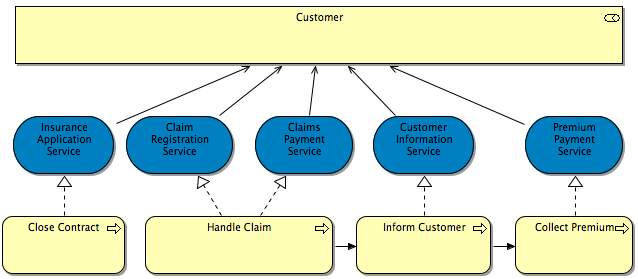 Customer
Insurance
Application
Service
Claim
Registration
Service
Claims
Payment
Service
Customer
Information
Service
Premium
Payment
Service
Close Contract
Handle Claim
Inform Customer
Collect Premium